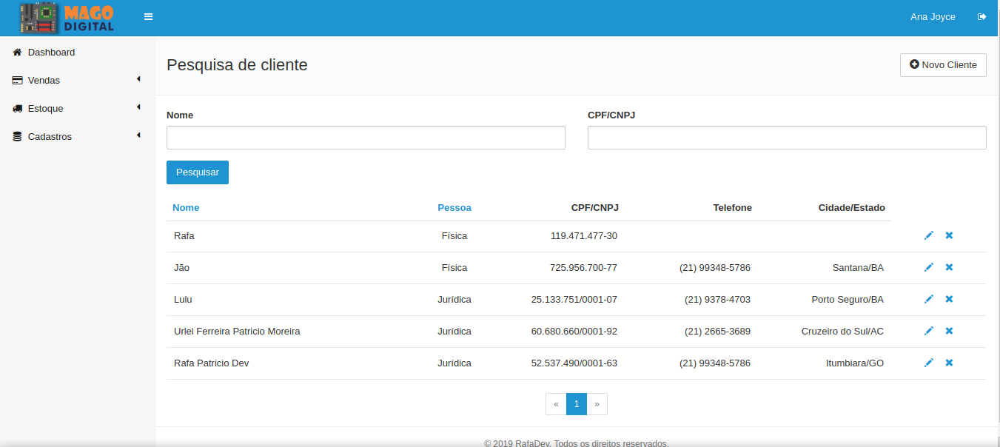 MAGO
DIGITAL
Ana Joyce
Dashboard
Vendas
Estoque
Cadastros
Pesquisa de cliente
Novo Cliente
Nome CPF/CNPJ
Pesquisar
Nome Pessoa CPF/CNPJ Telefone Cidade/Estado
Rafa Física 119.471.477-30
Jão Física 725.956.700-77 (21) 99348-5786 Santana/BA
Lulu Jurídica 25.133.751/0001-07 (21) 9378-4703 Porto Seguro/BA
Urlei Ferreira Patricio Moreira Jurídica 60.680.660/0001-92 (21) 2665-3689 Cruzeiro do Sul/AC
Rafa Patricio Dev Jurídica 52.537.490/0001-63 (21) 99348-5786 Itumbiara/GO
« 1 »
© 2019 RafaDev. Todos os direitos reservados.